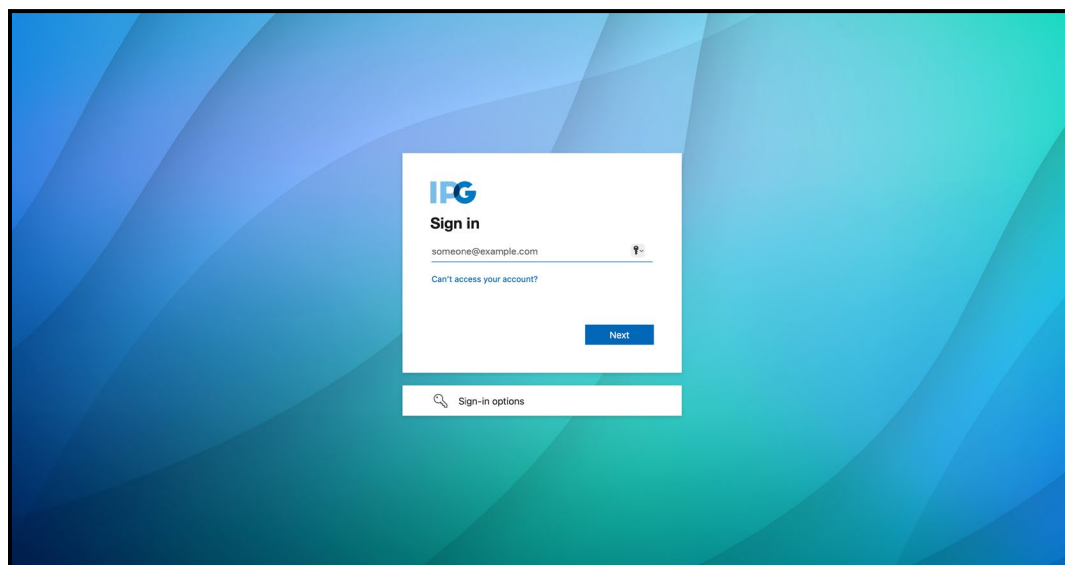 IPG
Sign in
someone@example.com
Can't access your account?
Next
Sign-in options